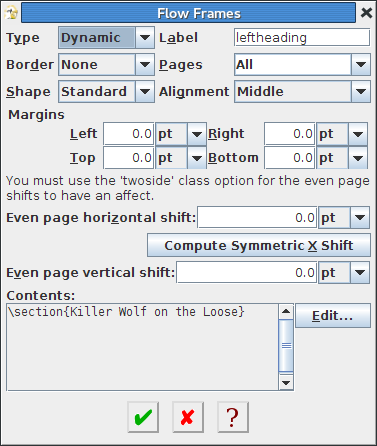 Flow Frames
Type Dynamic Label leftheading
Border None Pages All
Shape Standard Alignment Middle
Margins
Left 0.0 pt Right 0.0 pt
Top 0.0 pt Bottom 0.0 pt
You must use the 'twoside' class option for the even page
shifts to have an affect.
Even page horizontal shift: 0.0 pt
Compute Symmetric X Shift
Even page vertical shift: 0.0 pt
Contents:
\section{Killer Wolf on the Loose}
Edit...
?